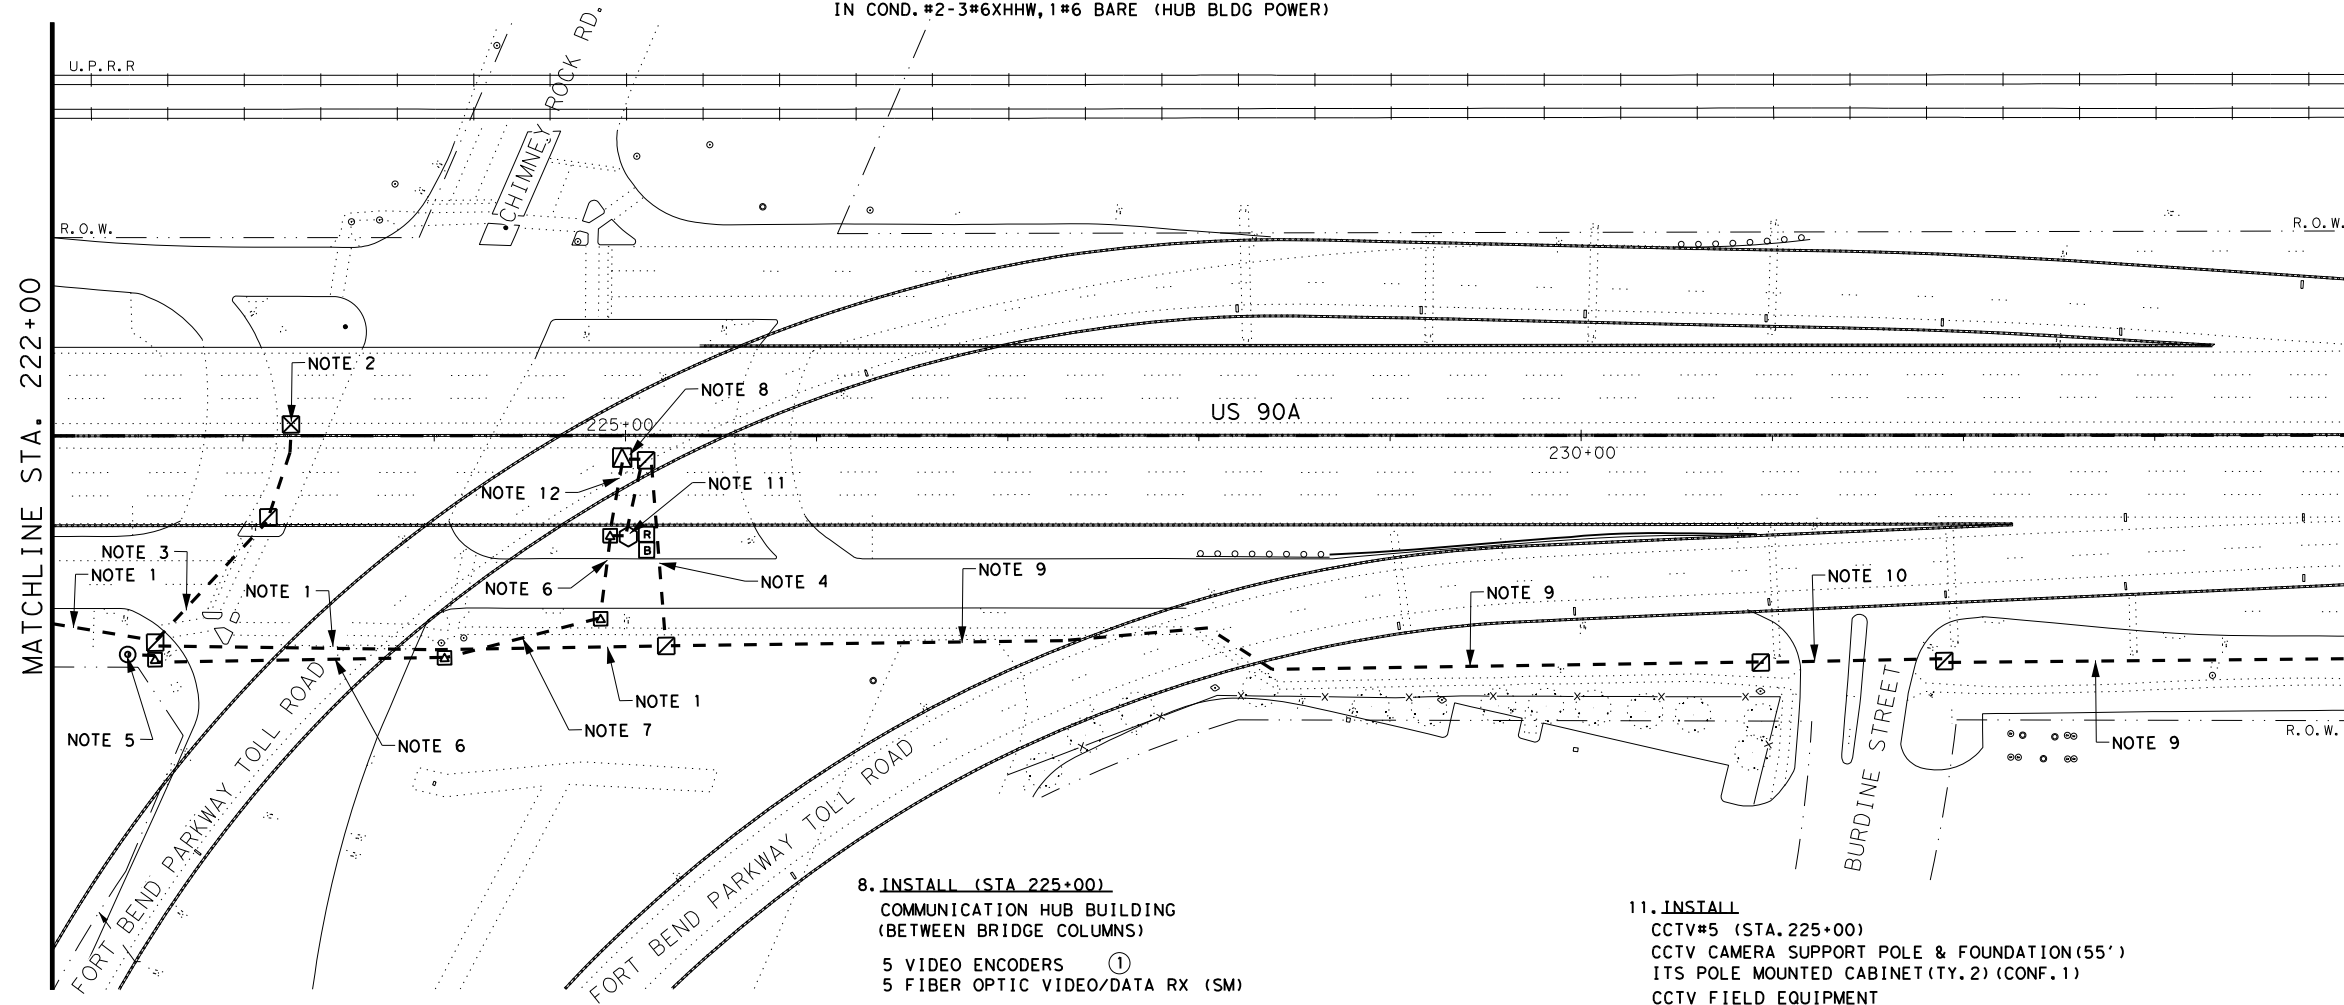 IN COND.#2-3#6XHHW,1#6 BARE (HUB BLDG POWER)
U.P.R.R
CHIMNEY ROCK RD.
R.O.W.
R.O.W.
MATCHLINE STA. 222+00
NOTE 2
NOTE 8
US 90A
225+00
230+00
NOTE 12
NOTE 11
R
B
NOTE 3
NOTE 1
NOTE 1
NOTE 6
NOTE 4
NOTE 9
NOTE 9
NOTE 10
NOTE 5
NOTE 6
NOTE 7
NOTE 1
NOTE 9
R.O.W.
FORT BEND PARKWAY TOLL ROAD
FORT BEND PARKWAY TOLL ROAD
BURDINE STREET
8. INSTALL (STA 225+00)
COMMUNICATION HUB BUILDING
(BETWEEN BRIDGE COLUMNS)
5 VIDEO ENCODERS 1
5 FIBER OPTIC VIDEO/DATA RX (SM)
11. INSTALL
CCTV#5 (STA.225+00)
CCTV CAMERA SUPPORT POLE & FOUNDATION(55')
ITS POLE MOUNTED CABINET(TY.2)(CONF.1)
CCTV FIELD EQUIPMENT